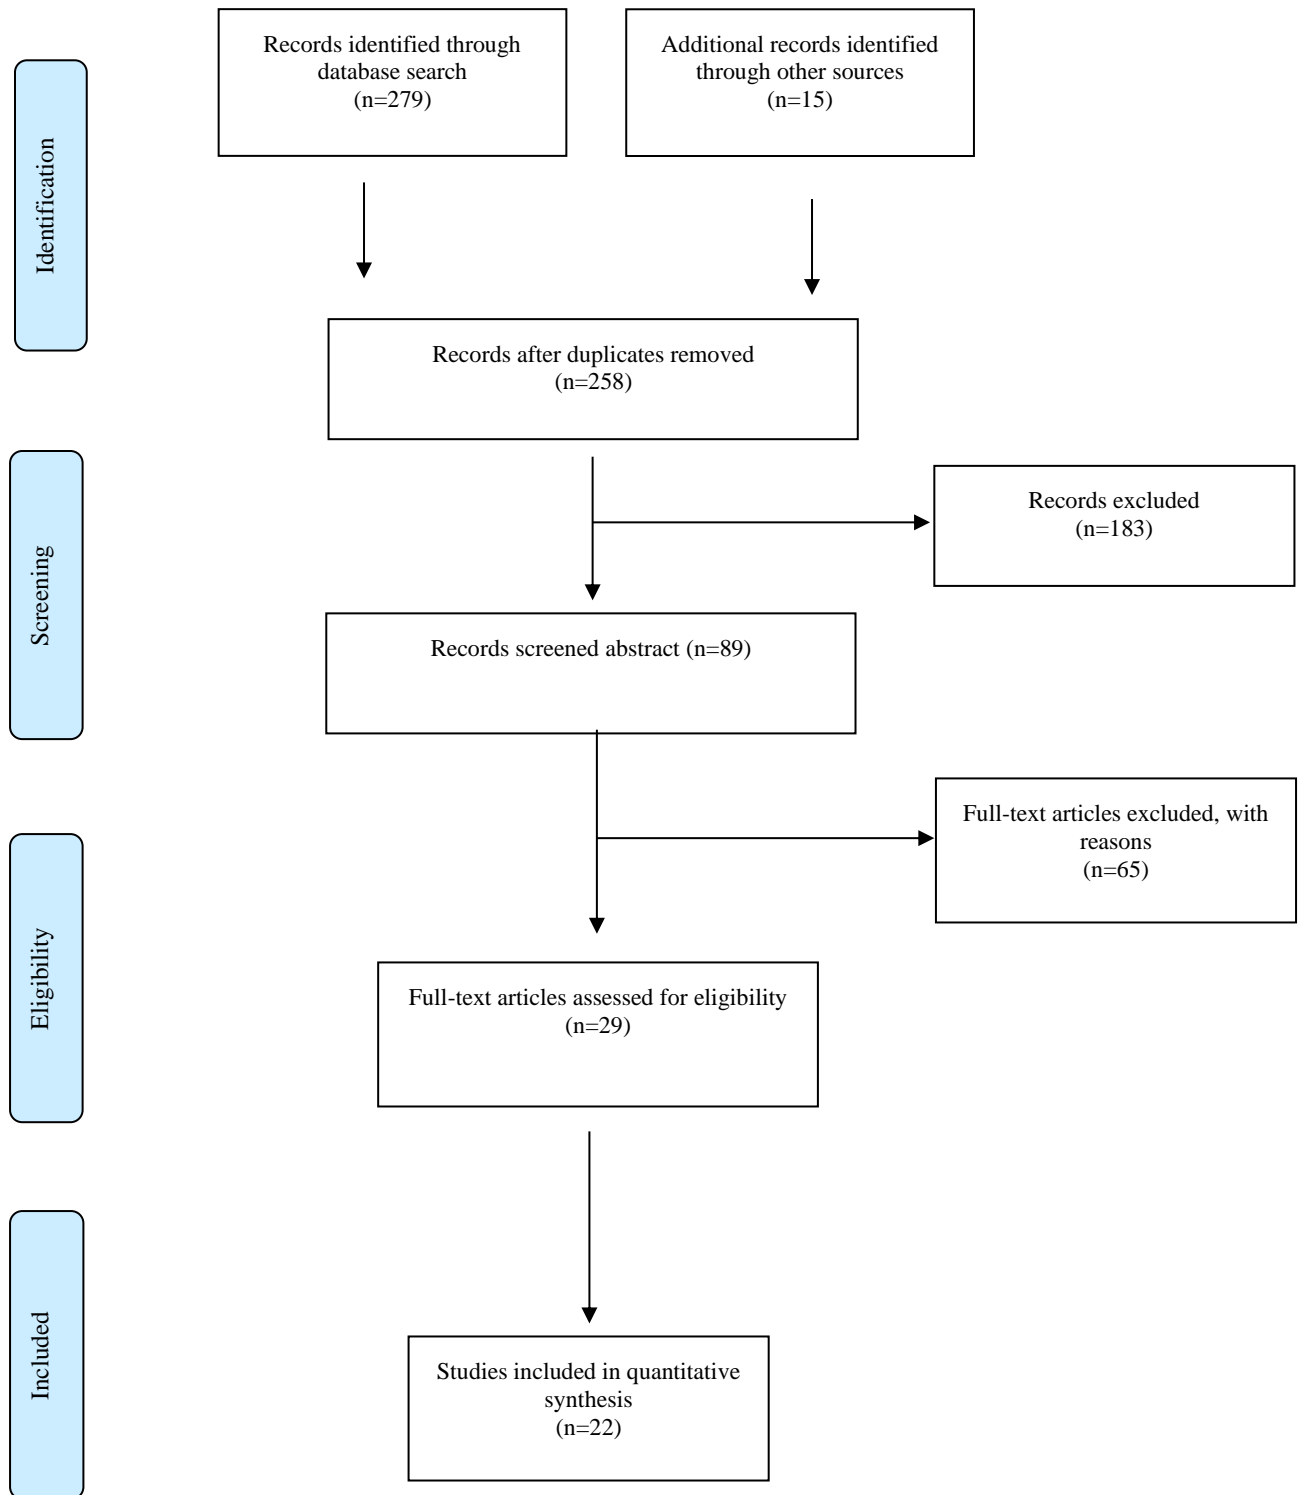 Records identified through
database search
(n=279)
Additional records identified
through other sources
(n=15)
Identification
Records after duplicates removed
(n=258)
Records excluded
(n=183)
Screening
Records screened abstract (n=89)
Full-text articles excluded, with
reasons
(n=65)
Eligibility
Full-text articles assessed for eligibility
(n=29)
Included
Studies included in quantitative
synthesis
(n=22)